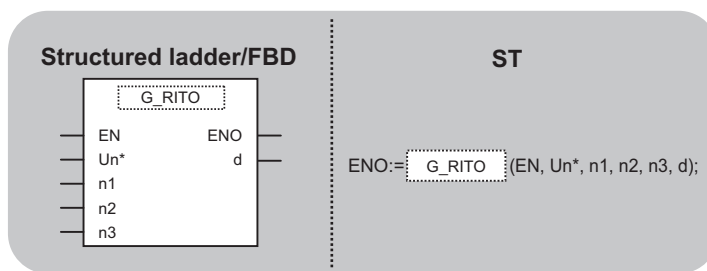 Structured ladder/FBD
G_RITO
EN ENO
Un* d
n1
n2
n3
ST
ENO:= G_RITO (EN, Un*, n1, n2, n3, d);